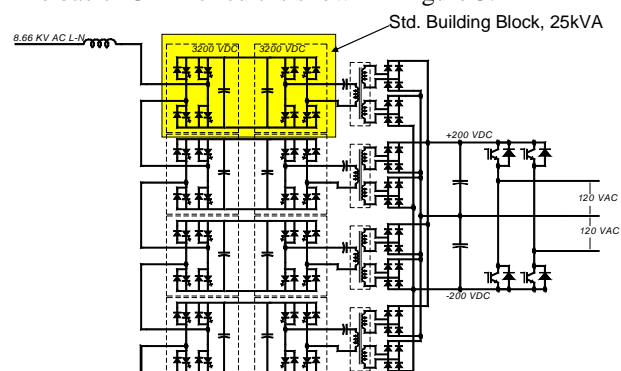 Std. Building Block, 25kVA
8.66 KV AC L-N
3200 VDC 3200 VDC
+200 VDC
120 VAC
120 VAC
-200 VDC